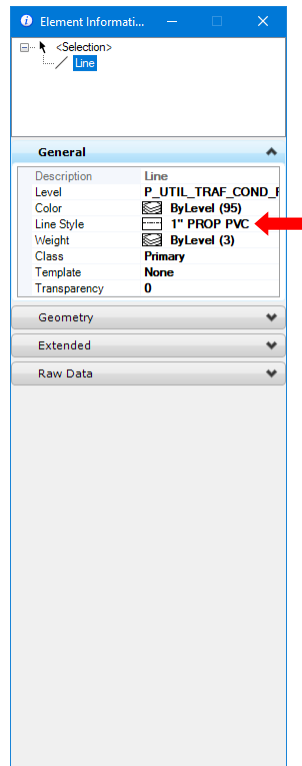 Element Informati...
<Selection>
Line
General
Description Line
Level P_UTIL_TRAF_COND_
Color ByLevel (95)
Line Style 1" PROP PVC
Weight ByLevel (3)
Class Primary
Template None
Transparency 0
Geometry
Extended
Raw Data